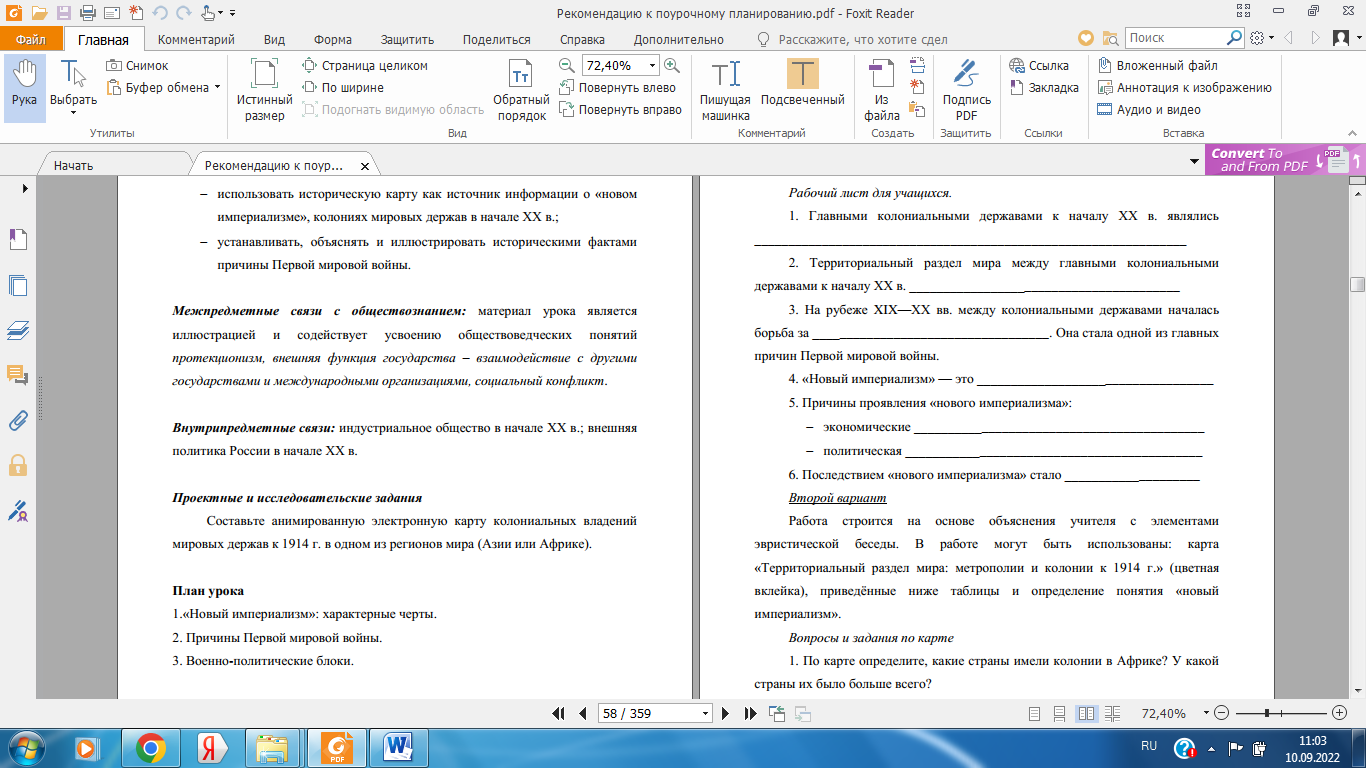 Рекомендацию к поурочному планированию.pdf - Foxit Reader
Файл
Главная
Комментарий
Вид
Форма
Защитить
Поделиться
Справка
Дополнительно
Расскажите, что хотите сдел
Поиск
Рука
Выбрать
Снимок
Буфер обмена
Утилиты
Истинный размер
Страница целиком
По ширине
Подогнать видимую область
Обратный порядок
72,40%
Повернуть влево
Повернуть вправо
Вид
Пишущая машинка
Подсвеченный
Комментарий
Из файла
Создать
Подпись PDF
Защитить
Ссылка
Закладка
Ссылки
Вложенный файл
Аннотация к изображению
Аудио и видео
Вставка
Начать
Рекомендацию к поур...
Convert To
and From PDF
PDF
– использовать историческую карту как источник информации о «новом
империализме», колониях мировых держав в начале XX в.;
– устанавливать, объяснять и иллюстрировать историческими фактами
причины Первой мировой войны.
Межпредметные связи с обществознанием: материал урока является
иллюстрацией и содействует усвоению обществоведческих понятий
протекционизм, внешняя функция государства – взаимодействие с другими
государствами и международными организациями, социальный конфликт.
Внутрипредметные связи: индустриальное общество в начале XX в.; внешняя
политика России в начале XX в.
Проектные и исследовательские задания
Составьте анимированную электронную карту колониальных владений
мировых держав к 1914 г. в одном из регионов мира (Азии или Африке).
План урока
1.«Новый империализм»: характерные черты.
2. Причины Первой мировой войны.
3. Военно-политические блоки.
Рабочий лист для учащихся.
1. Главными колониальными державами к началу XX в. являлись
________________________________________________________________
2. Территориальный раздел мира между главными колониальными
державами к началу XX в. ________________________________________
3. На рубеже XIX—XX вв. между колониальными державами началась
борьба за ___________________________________. Она стала одной из главных
причин Первой мировой войны.
4. «Новый империализм» — это ___________________________________
5. Причины проявления «нового империализма»:
– экономические ___________________________________________
– политическая ____________________________________________
6. Последствием «нового империализма» стало ____________________
Второй вариант
Работа строится на основе объяснения учителя с элементами
эвристической беседы. В работе могут быть использованы: карта
«Территориальный раздел мира: метрополии и колонии к 1914 г.» (цветная
вклейка), приведённые ниже таблицы и определение понятия «новый
империализм».
Вопросы и задания по карте
1. По карте определите, какие страны имели колонии в Африке? У какой
страны их было больше всего?
58 / 359
72,40%
PDF
RU
11:03
10.09.2022